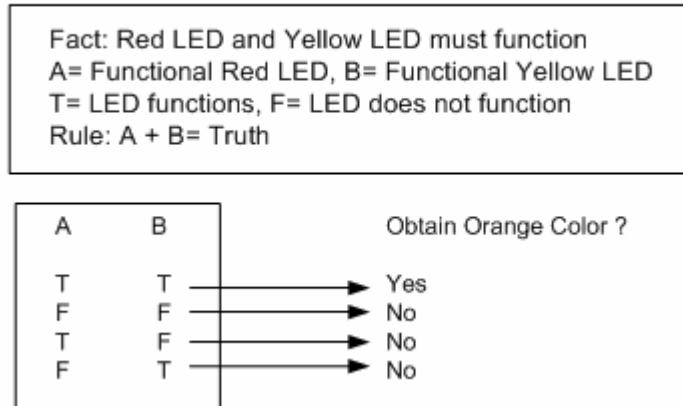 Fact: Red LED and Yellow LED must function
A= Functional Red LED, B= Functional Yellow LED
T= LED functions, F= LED does not function
Rule: A + B= Truth
A B Obtain Orange Color ?
T T Yes
F F No
T F No
F T No